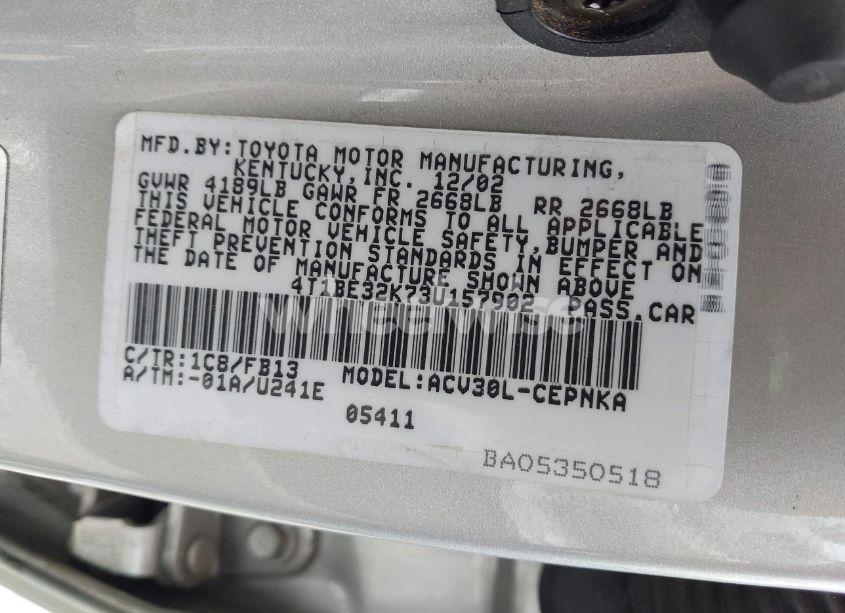 MFD.BY:TOYOTA MOTOR MANUFACTURING,
KENTUCKY,INC. 12/02
GVWR 4189LB GAWR FR 2668LB RR 2668LB
THIS VEHICLE CONFORMS TO ALL APPLICABLE
FEDERAL MOTOR VEHICLE SAFETY,BUMPER AND
THEFT PREVENTION STANDARDS IN EFFECT ON
THE DATE OF MANUFACTURE SHOWN ABOVE
4T1BE32K73U157902 PASS.CAR
wheelwise
C/TR:1C8/FB13 MODEL:ACV30L-CEPNKA
A/TM:-01A/U241E
05411
BA05350518